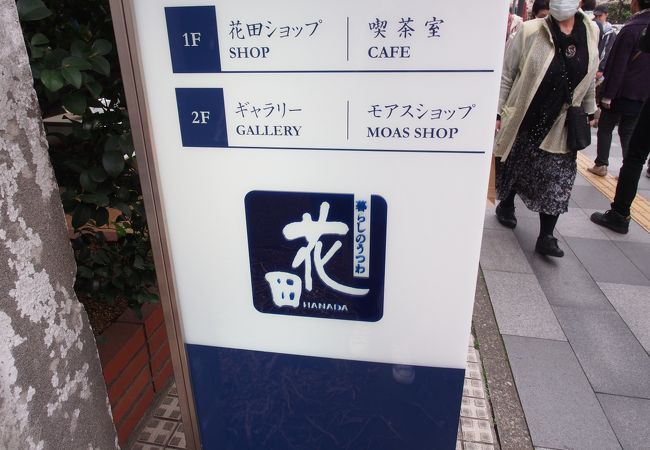 1F 花田ショップ 喫茶室
SHOP CAFE
2F ギャラリー モアスショップ
GALLERY MOAS SHOP
暮らしのうつわ
花田
HANADA